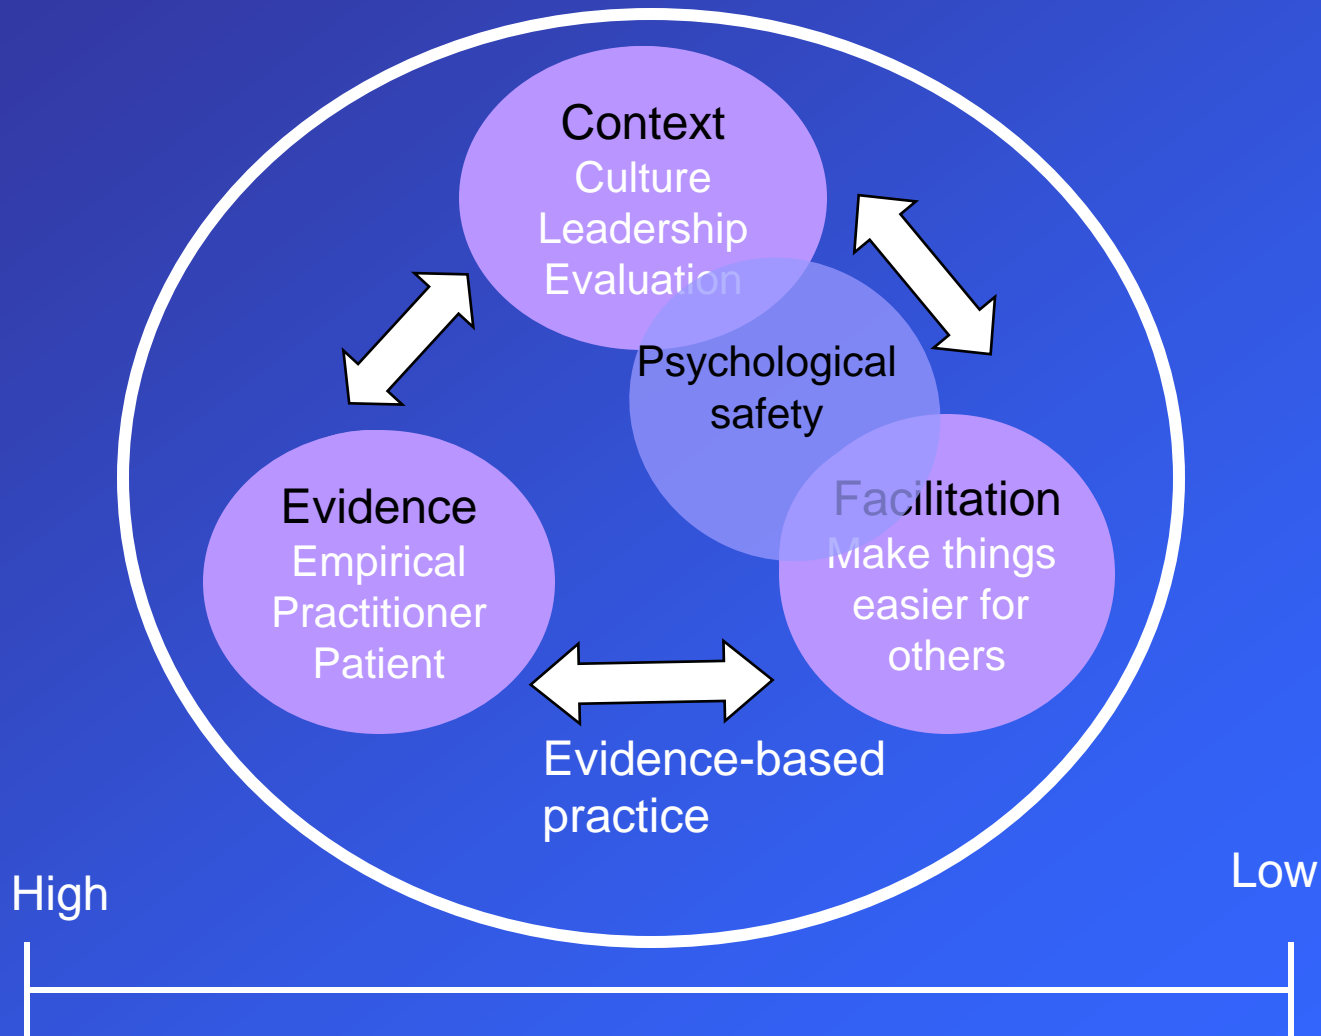 Context
Culture
Leadership
Evaluation
Psychological
safety
Evidence
Empirical
Practitioner
Patient
Facilitation
Make things
easier for
others
Evidence-based
practice
High
Low